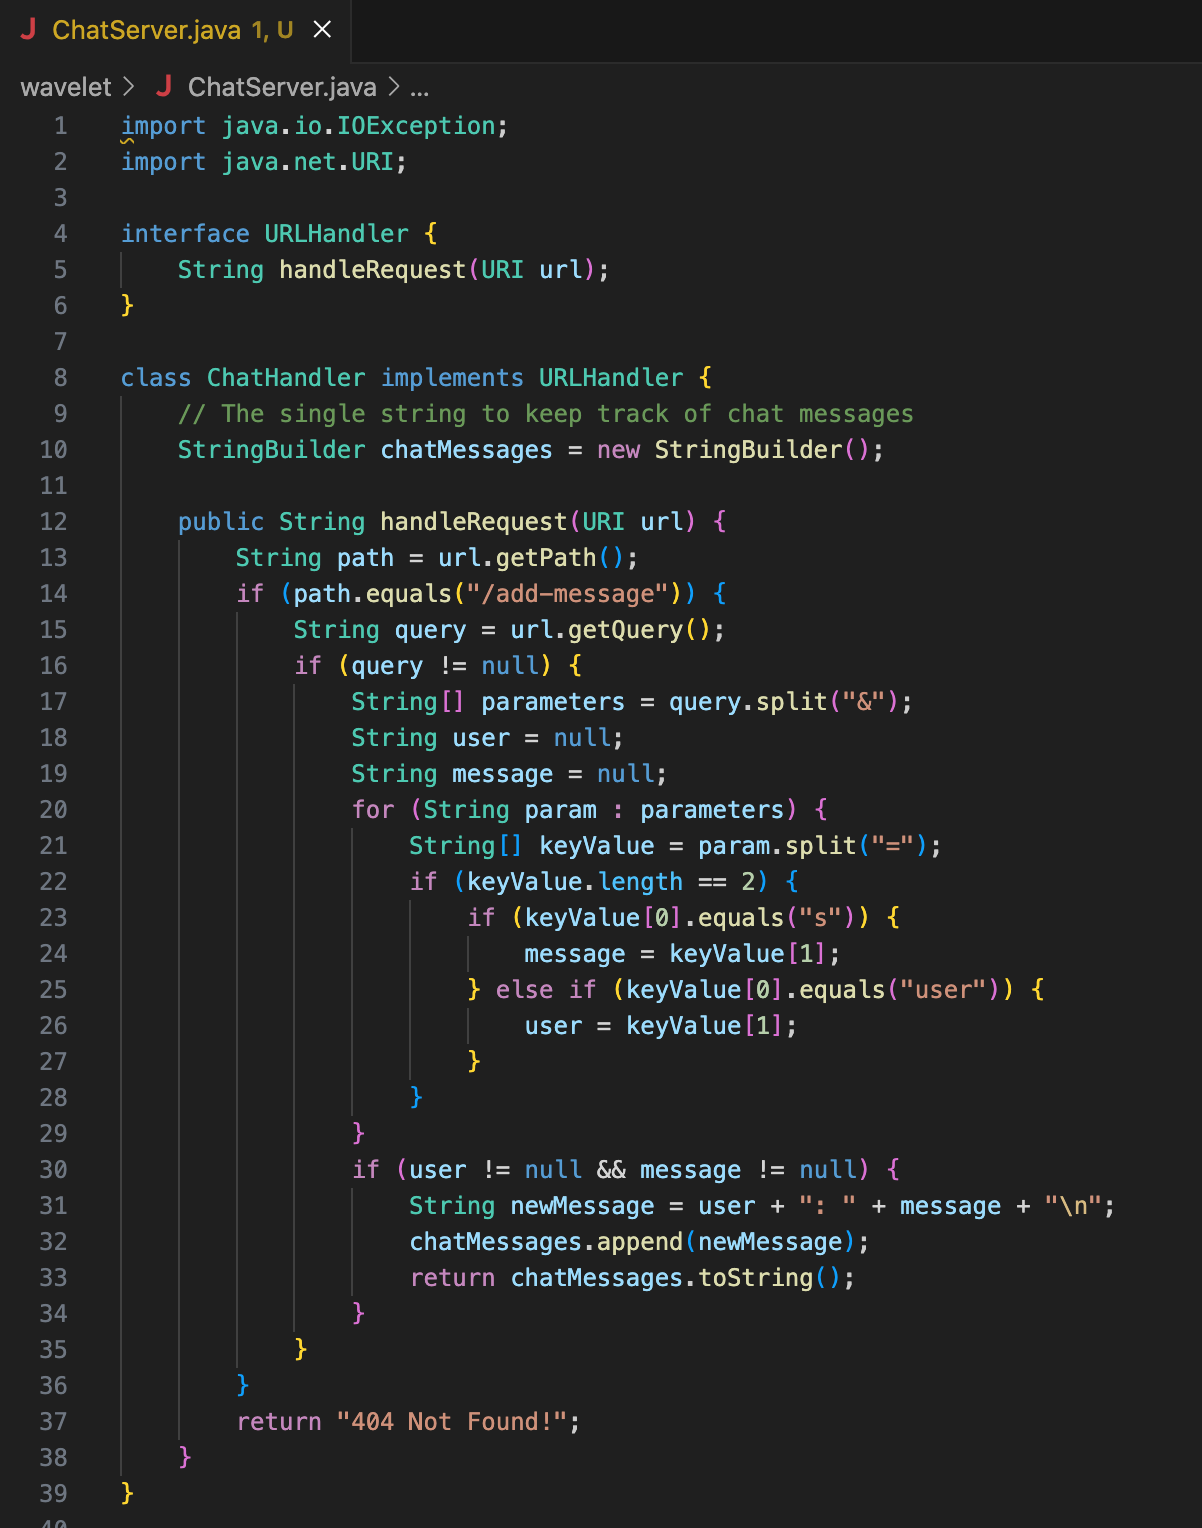 ChatServer.java 1, U
wavelet > ChatServer.java > ...
1 import java.io.IOException;
2 import java.net.URI;
3
4 interface URLHandler {
5     String handleRequest(URI url);
6 }
7
8 class ChatHandler implements URLHandler {
9     // The single string to keep track of chat messages
10     StringBuilder chatMessages = new StringBuilder();
11
12     public String handleRequest(URI url) {
13         String path = url.getPath();
14         if (path.equals("/add-message")) {
15             String query = url.getQuery();
16             if (query != null) {
17                 String[] parameters = query.split("&");
18                 String user = null;
19                 String message = null;
20                 for (String param : parameters) {
21                     String[] keyValue = param.split("=");
22                     if (keyValue.length == 2) {
23                         if (keyValue[0].equals("s")) {
24                             message = keyValue[1];
25                         } else if (keyValue[0].equals("user")) {
26                             user = keyValue[1];
27                         }
28                     }
29                 }
30                 if (user != null && message != null) {
31                     String newMessage = user + ": " + message + "\n";
32                     chatMessages.append(newMessage);
33                     return chatMessages.toString();
34                 }
35             }
36         }
37         return "404 Not Found!";
38     }
39 }
40